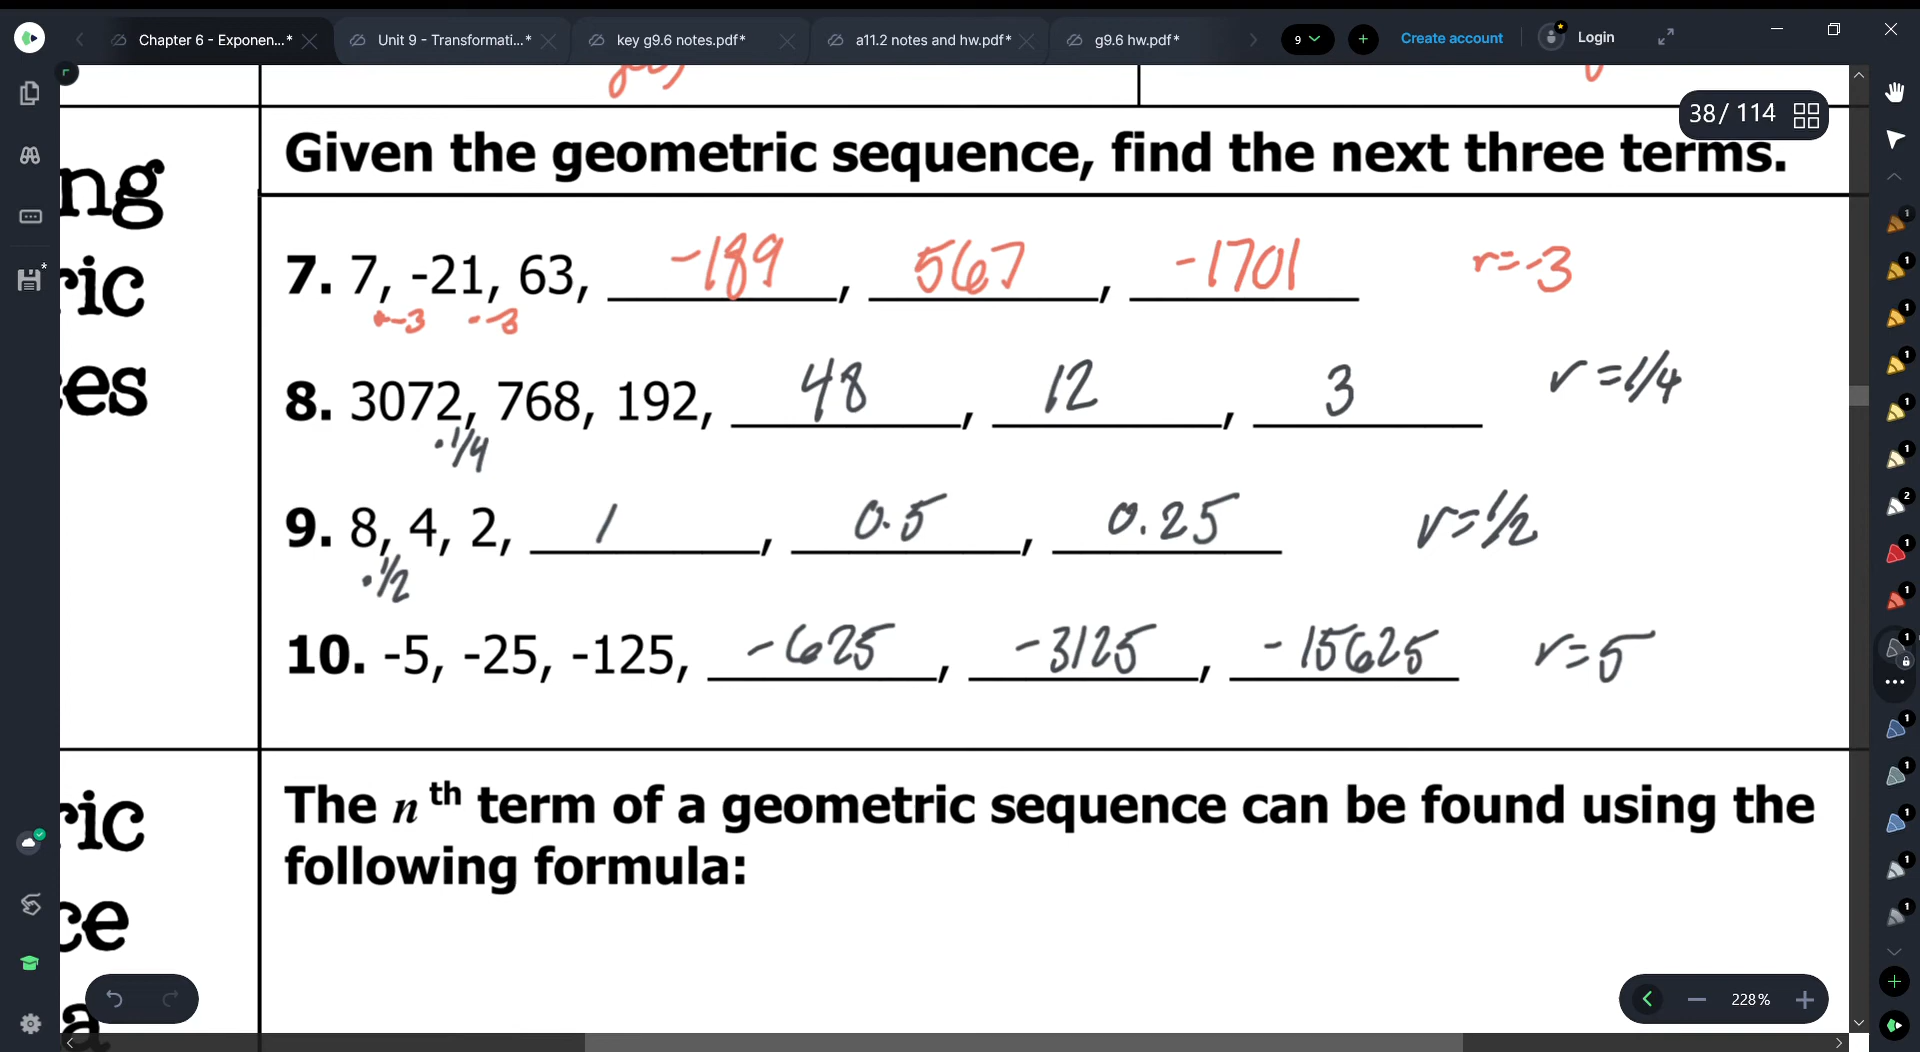 Chapter 6 - Exponen...* Unit 9 - Transformati...* key g9.6 notes.pdf* a11.2 notes and hw.pdf* g9.6 hw.pdf* 9 Create account Login
38/ 114
Given the geometric sequence, find the next three terms.
ng
ric
es
7. 7, -21, 63, -189, 567, -1701 r=-3
·-3 ·-3
8. 3072, 768, 192, 48, 12, 3 r=1/4
·1/4
9. 8, 4, 2, 1, 0.5, 0.25 r=1/2
·1/2
10. -5, -25, -125, -625, -3125, -15625 r=5
The n th term of a geometric sequence can be found using the
following formula:
ric
ce
a
228%